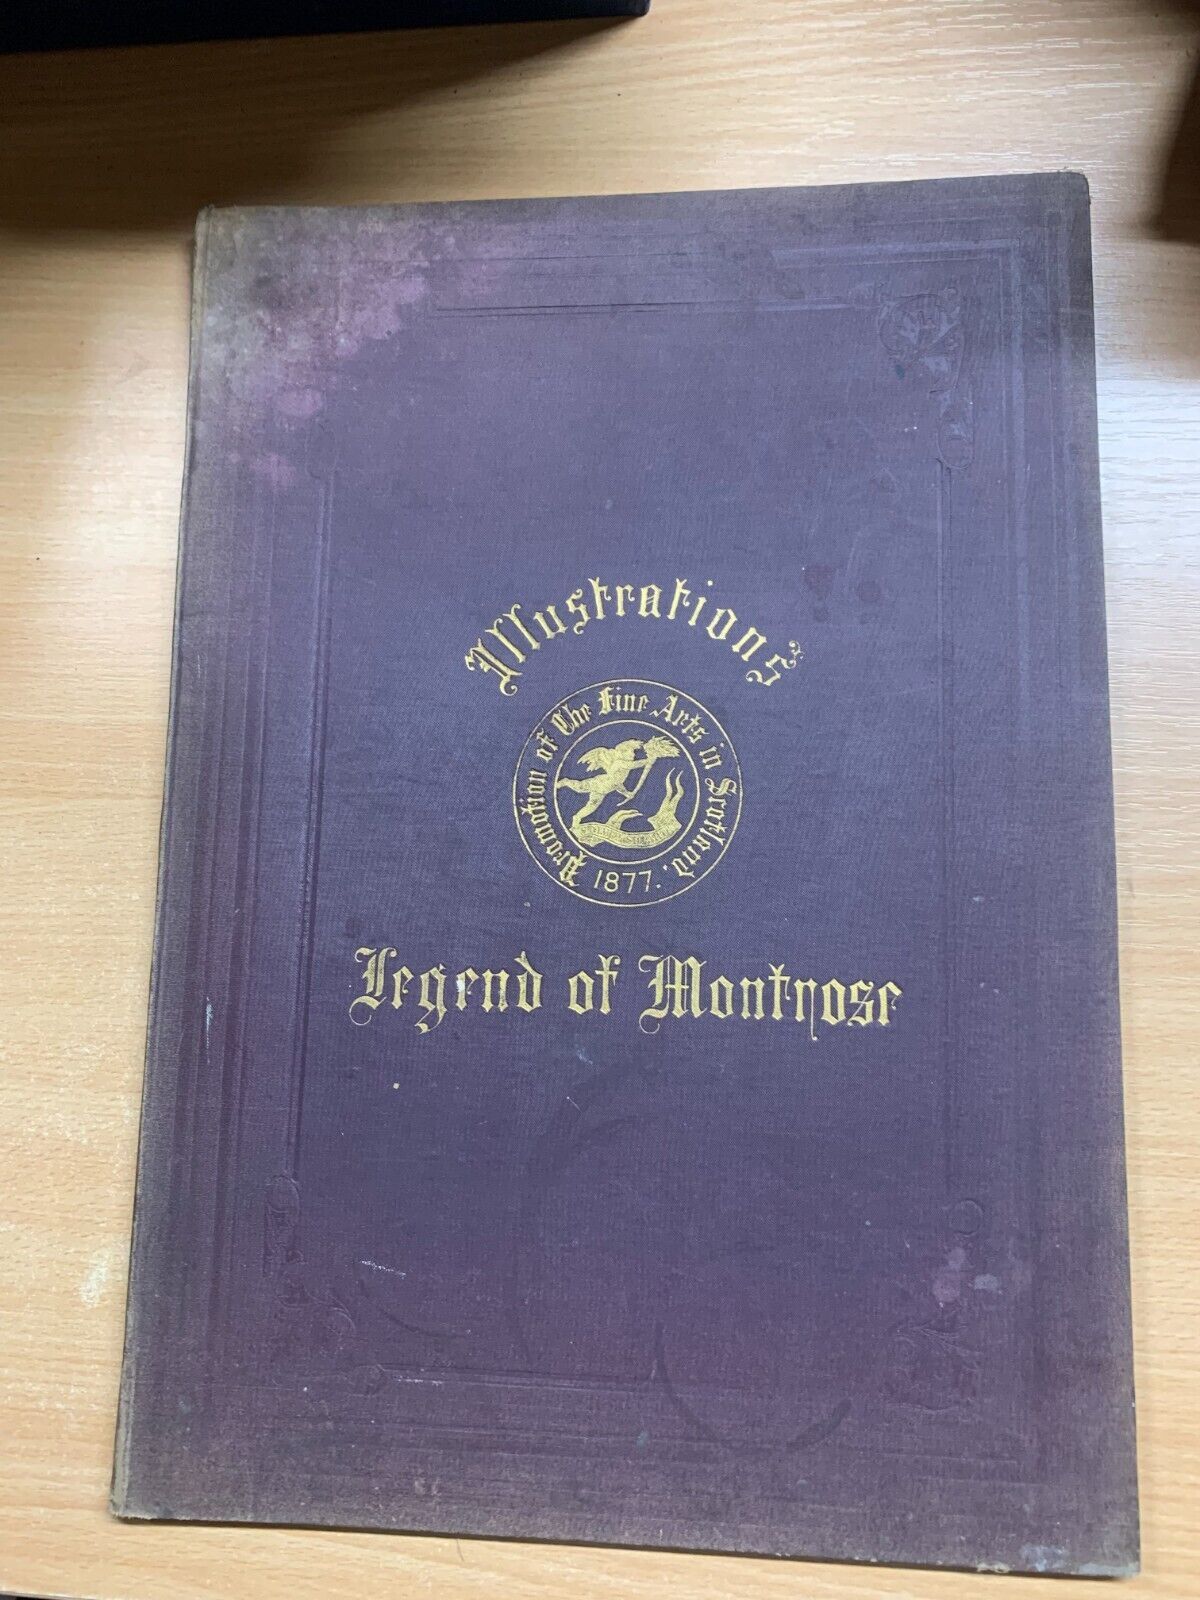 Illustrations
Promotion of The Fine Arts in Scotland.
1877.
Legend of Montrose